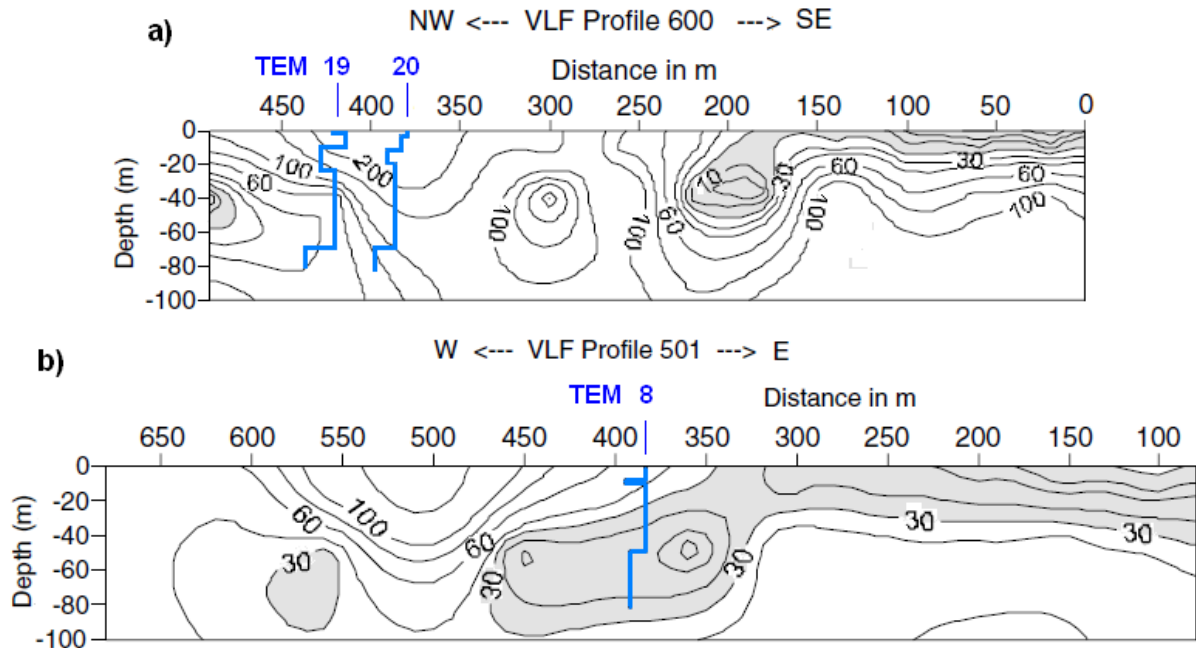 a)
NW <--- VLF Profile 600 ---> SE
TEM 19 20
Distance in m
450 400 350 300 250 200 150 100 50 0
Depth (m)
0
-20
-40
-60
-80
-100
100 60 200 100 100 60 10 30 60 100 30 60 100
b)
W <--- VLF Profile 501 ---> E
TEM 8
Distance in m
650 600 550 500 450 400 350 300 250 200 150 100
Depth (m)
0
-20
-40
-60
-80
-100
60 100 30 60 30 30 30 30